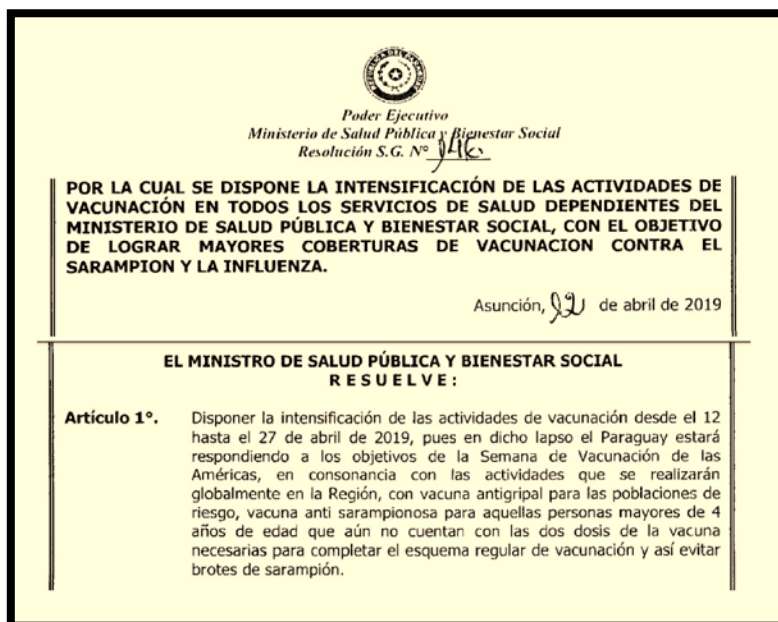 Poder Ejecutivo
Ministerio de Salud Pública y Bienestar Social
Resolución S.G. Nº
POR LA CUAL SE DISPONE LA INTENSIFICACIÓN DE LAS ACTIVIDADES DE
VACUNACIÓN EN TODOS LOS SERVICIOS DE SALUD DEPENDIENTES DEL
MINISTERIO DE SALUD PÚBLICA Y BIENESTAR SOCIAL, CON EL OBJETIVO
DE LOGRAR MAYORES COBERTURAS DE VACUNACION CONTRA EL
SARAMPION Y LA INFLUENZA.
Asunción, 12 de abril de 2019
EL MINISTRO DE SALUD PÚBLICA Y BIENESTAR SOCIAL
R E S U E L V E :
Artículo 1°. Disponer la intensificación de las actividades de vacunación desde el 12
hasta el 27 de abril de 2019, pues en dicho lapso el Paraguay estará
respondiendo a los objetivos de la Semana de Vacunación de las
Américas, en consonancia con las actividades que se realizarán
globalmente en la Región, con vacuna antigripal para las poblaciones de
riesgo, vacuna anti sarampionosa para aquellas personas mayores de 4
años de edad que aún no cuentan con las dos dosis de la vacuna
necesarias para completar el esquema regular de vacunación y así evitar
brotes de sarampión.